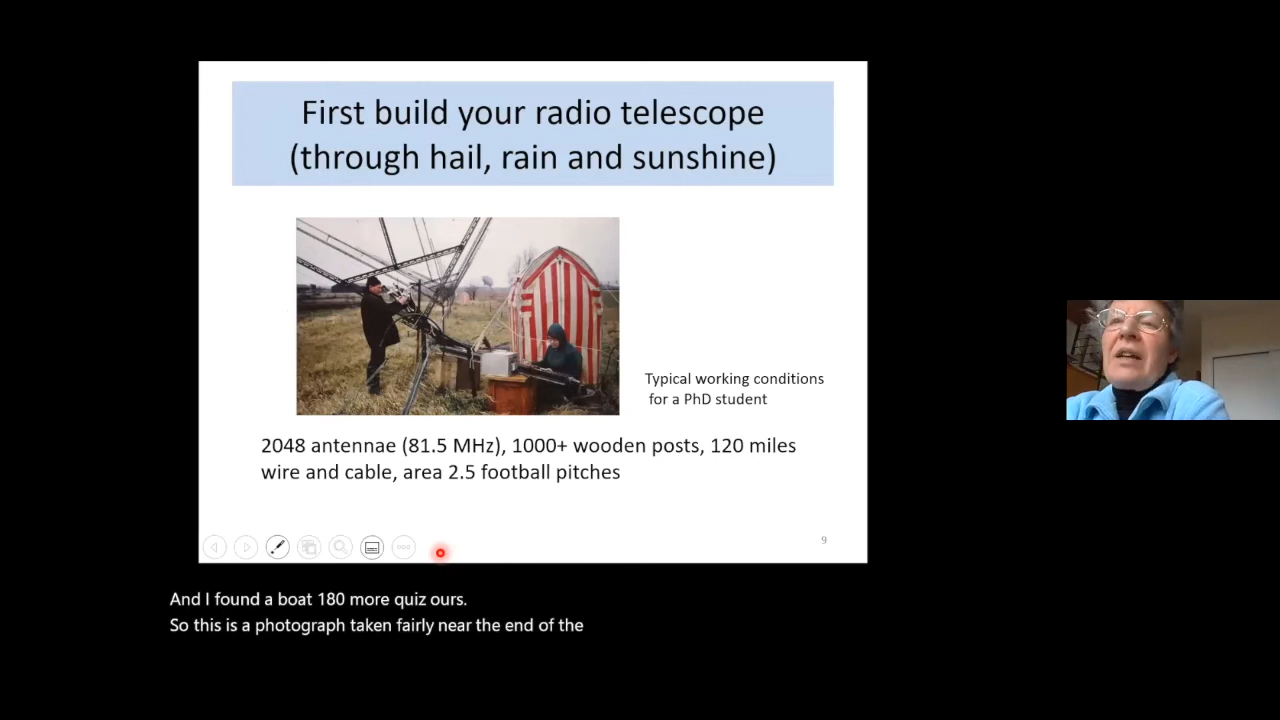 First build your radio telescope
(through hail, rain and sunshine)
Typical working conditions
for a PhD student
2048 antennae (81.5 MHz), 1000+ wooden posts, 120 miles
wire and cable, area 2.5 football pitches
9
And I found a boat 180 more quiz ours.
So this is a photograph taken fairly near the end of the